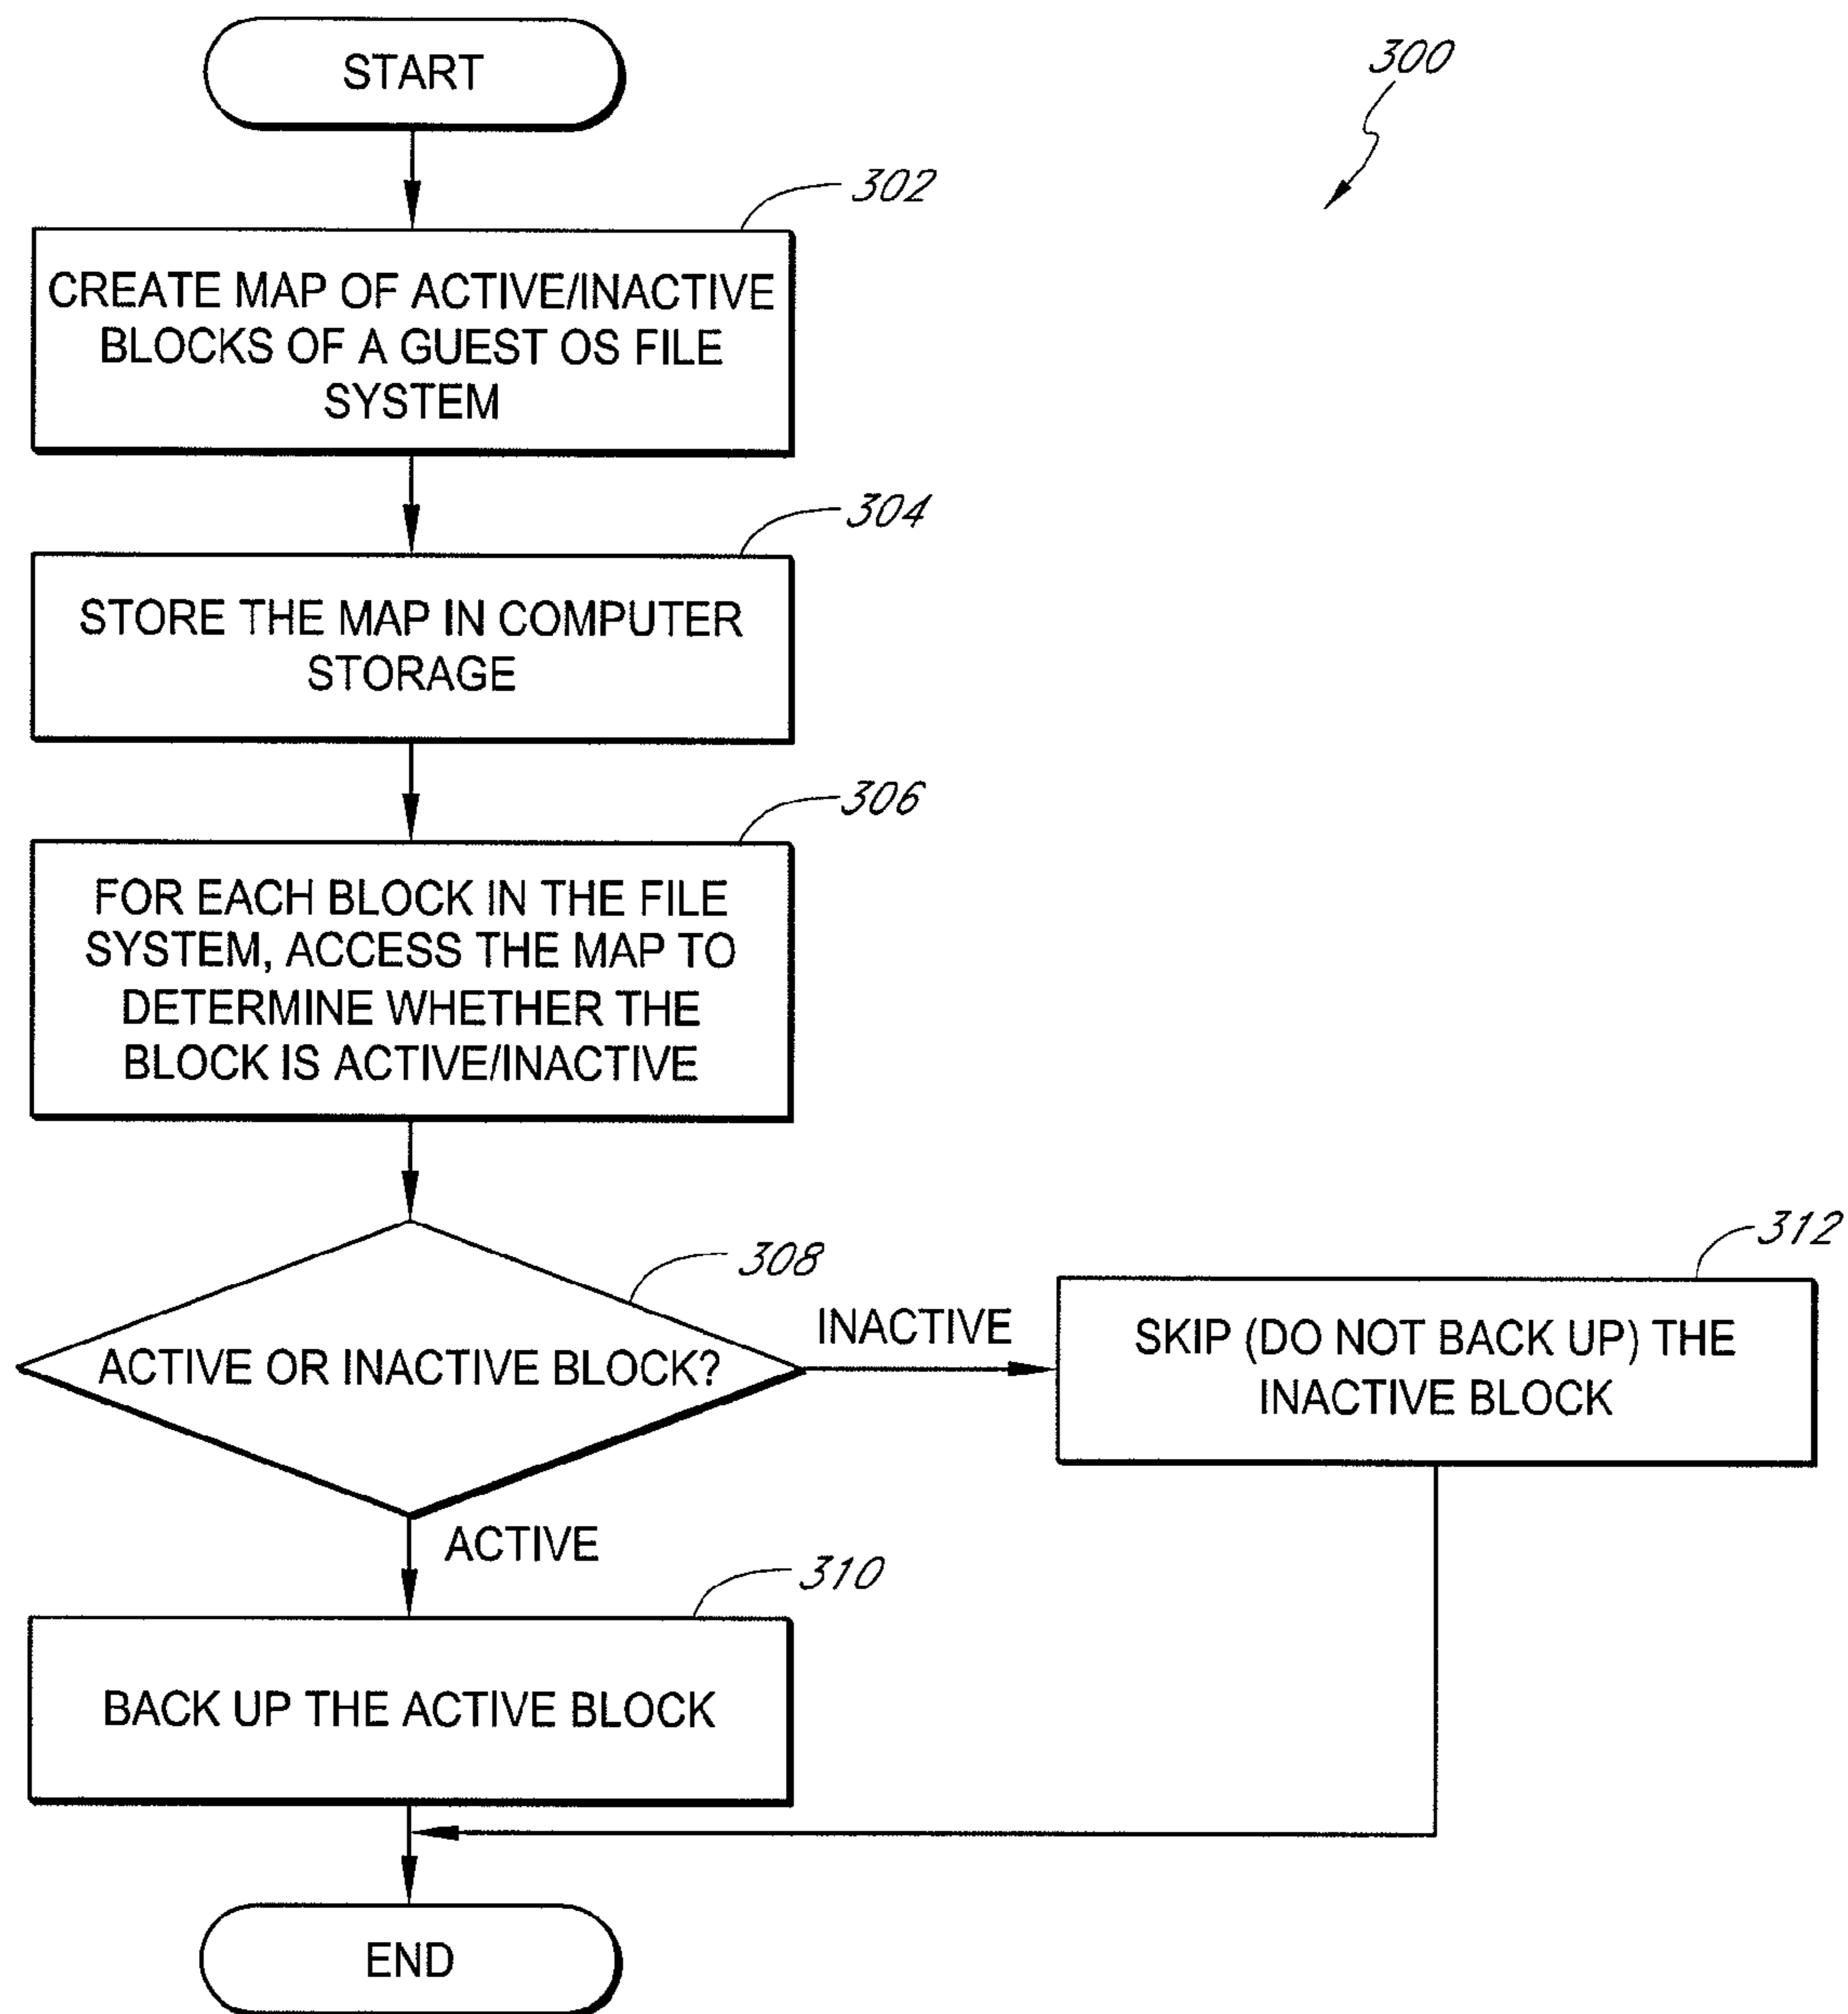 START
300
302
CREATE MAP OF ACTIVE/INACTIVE
BLOCKS OF A GUEST OS FILE
SYSTEM
304
STORE THE MAP IN COMPUTER
STORAGE
306
FOR EACH BLOCK IN THE FILE
SYSTEM, ACCESS THE MAP TO
DETERMINE WHETHER THE
BLOCK IS ACTIVE/INACTIVE
308
ACTIVE OR INACTIVE BLOCK?
INACTIVE
312
SKIP (DO NOT BACK UP) THE
INACTIVE BLOCK
ACTIVE
310
BACK UP THE ACTIVE BLOCK
END